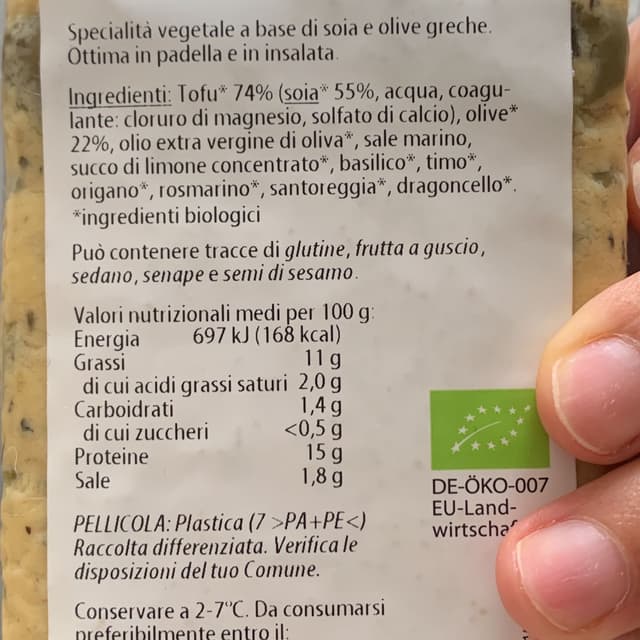 Specialità vegetale a base di soia e olive greche.
Ottima in padella e in insalata.
Ingredienti: Tofu* 74% (soia* 55%, acqua, coagu-
lante: cloruro di magnesio, solfato di calcio), olive*
22%, olio extra vergine di oliva*, sale marino,
succo di limone concentrato*, basilico*, timo*,
origano*, rosmarino*, santoreggia*, dragoncello*.
*ingredienti biologici
Può contenere tracce di glutine, frutta a guscio,
sedano, senape e semi di sesamo.
Valori nutrizionali medi per 100 g:
Energia 697 kJ (168 kcal)
Grassi 11 g
di cui acidi grassi saturi 2,0 g
Carboidrati 1,4 g
di cui zuccheri <0,5 g
Proteine 15 g
Sale 1,8 g
DE-ÖKO-007
EU-Land-
wirtscha
PELLICOLA: Plastica (7 >PA+PE<)
Raccolta differenziata. Verifica le
disposizioni del tuo Comune.
Conservare a 2-7°C. Da consumarsi
preferibilmente entro il: